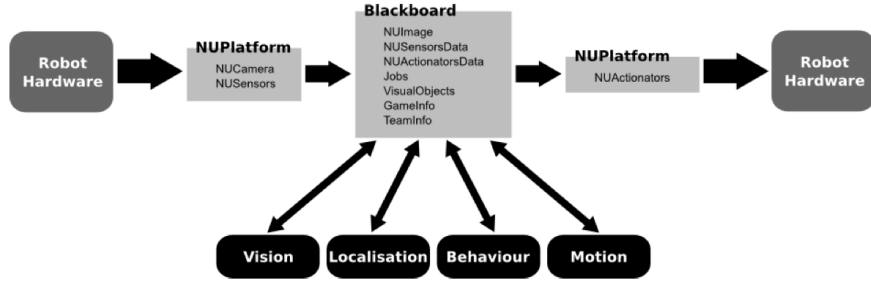 Robot
Hardware
NUPlatform
NUCamera
NUSensors
Blackboard
NUImage
NUSensorsData
NUActionatorsData
Jobs
VisualObjects
GameInfo
TeamInfo
NUPlatform
NUActionators
Robot
Hardware
Vision
Localisation
Behaviour
Motion